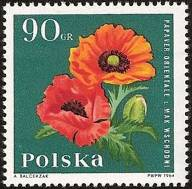 90 GR
PAPAVER ORIENTALE L. MAK WSCHODNI
POLSKA
A. BALCERZAK
PWPW 1964